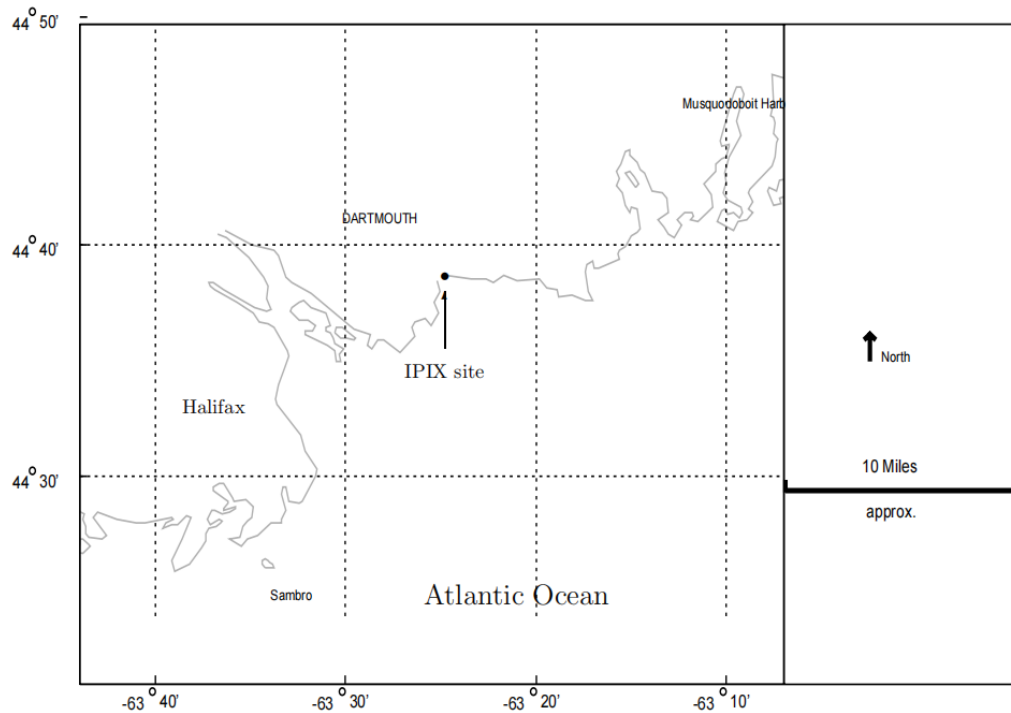 44° 50'
Musquodoboit Harb
DARTMOUTH
44° 40'
IPIX site
North
Halifax
44° 30'
10 Miles
approx.
Sambro
Atlantic Ocean
-63° 40'
-63° 30'
-63° 20'
-63° 10'